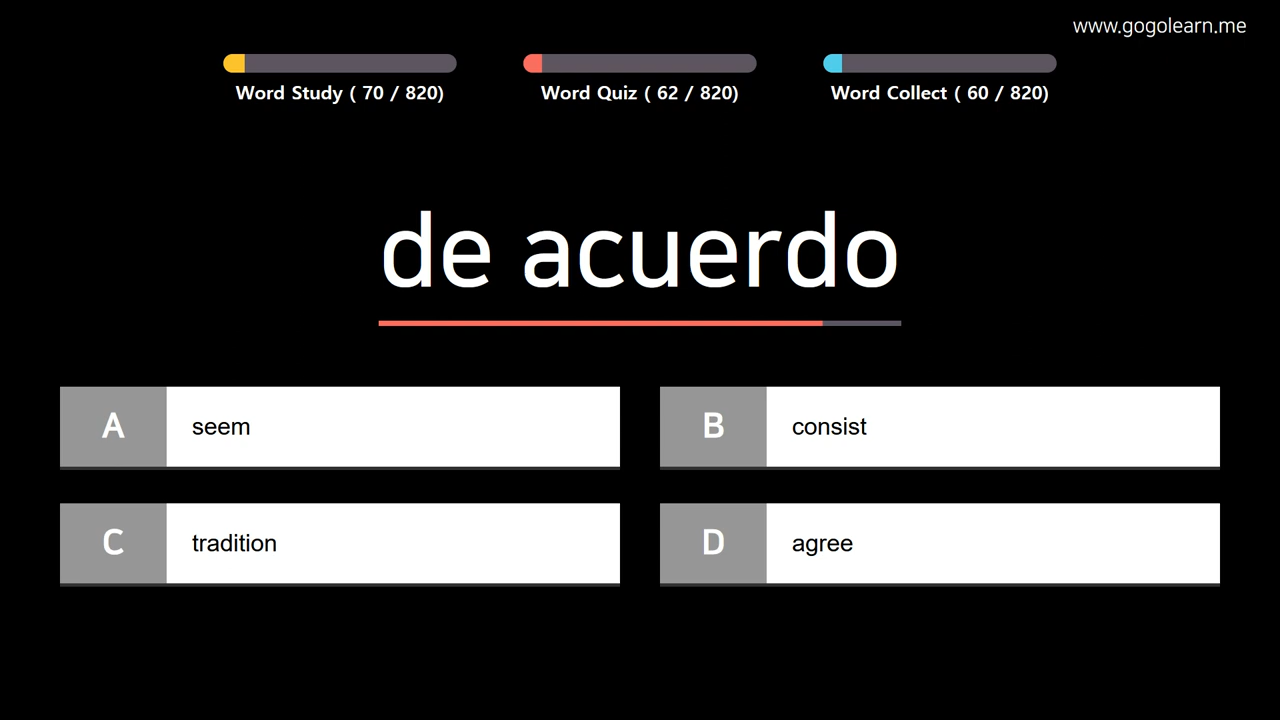 www.gogolearn.me
Word Study ( 70 / 820)
Word Quiz ( 62 / 820)
Word Collect ( 60 / 820)
de acuerdo
A seem
B consist
C tradition
D agree